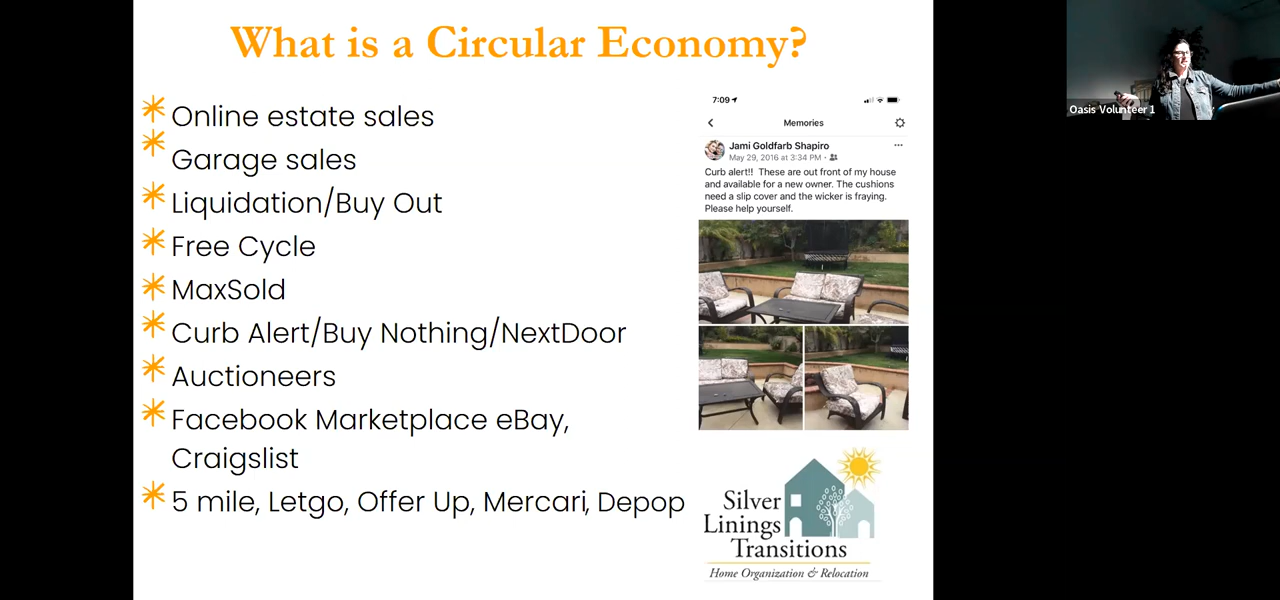 What is a Circular Economy?
Online estate sales
Garage sales
Liquidation/Buy Out
Free Cycle
MaxSold
Curb Alert/Buy Nothing/NextDoor
Auctioneers
Facebook Marketplace eBay,
Craigslist
5 mile, Letgo, Offer Up, Mercari, Depop
7:09
Memories
Jami Goldfarb Shapiro
May 29, 2016 at 3:34 PM
Curb alert!! These are out front of my house
and available for a new owner. The cushions
need a slip cover and the wicker is fraying.
Please help yourself.
Silver
Linings
Transitions
Home Organization & Relocation
Oasis Volunteer 1